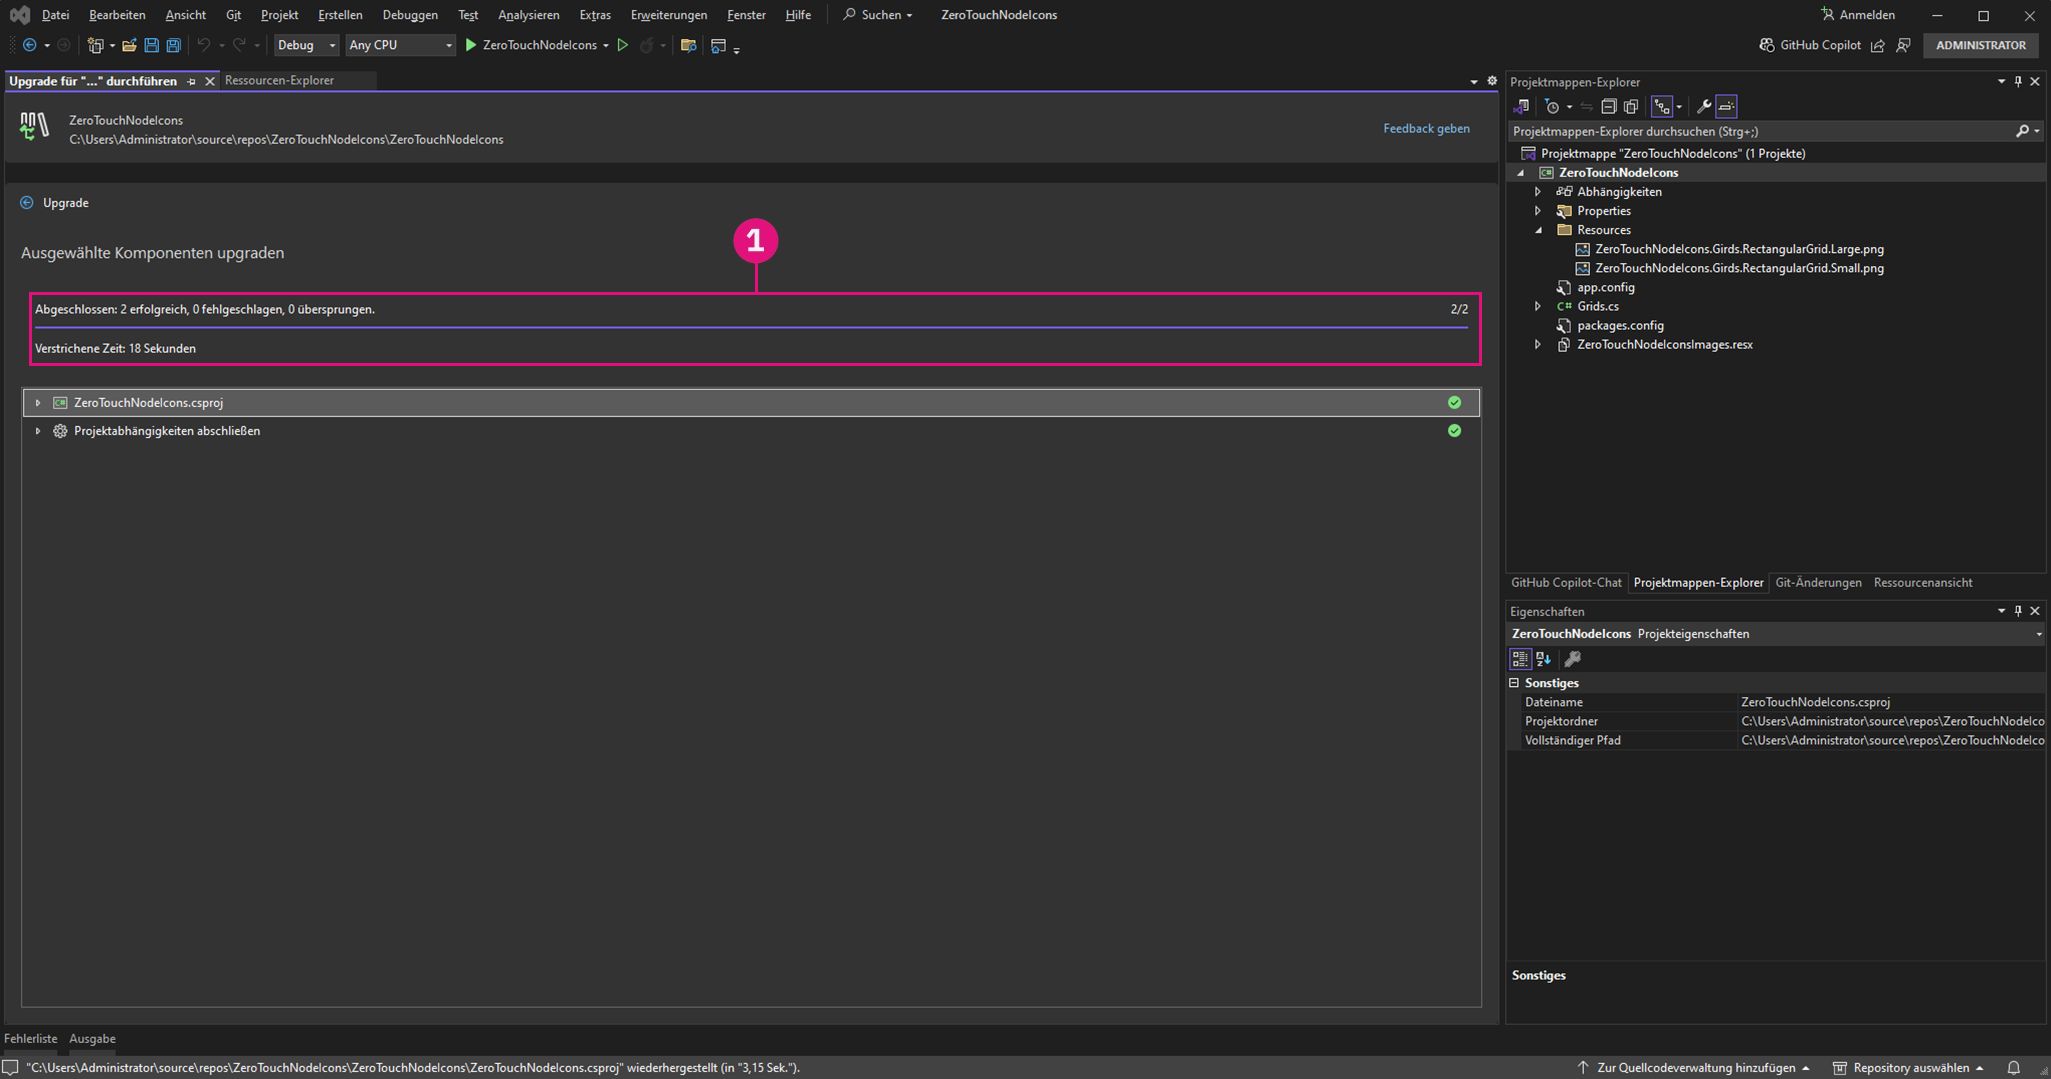 Datei Bearbeiten Ansicht Git Projekt Erstellen Debuggen Test Analysieren Extras Erweiterungen Fenster Hilfe Suchen ZeroTouchNodeIcons Anmelden
Debug Any CPU ZeroTouchNodeIcons GitHub Copilot ADMINISTRATOR
Upgrade für "..." durchführen Ressourcen-Explorer
ZeroTouchNodeIcons
C:\Users\Administrator\source\repos\ZeroTouchNodeIcons\ZeroTouchNodeIcons
Feedback geben
Upgrade
Ausgewählte Komponenten upgraden
1
Abgeschlossen: 2 erfolgreich, 0 fehlgeschlagen, 0 übersprungen. 2/2
Verstrichene Zeit: 18 Sekunden
ZeroTouchNodeIcons.csproj
Projektabhängigkeiten abschließen
Projektmappen-Explorer
Projektmappen-Explorer durchsuchen (Strg+;)
Projektmappe "ZeroTouchNodeIcons" (1 Projekte)
ZeroTouchNodeIcons
Abhängigkeiten
Properties
Resources
ZeroTouchNodeIcons.Girds.RectangularGrid.Large.png
ZeroTouchNodeIcons.Girds.RectangularGrid.Small.png
app.config
C# Grids.cs
packages.config
ZeroTouchNodeIconsImages.resx
GitHub Copilot-Chat Projektmappen-Explorer Git-Änderungen Ressourcenansicht
Eigenschaften
ZeroTouchNodeIcons Projekteigenschaften
Sonstiges
Dateiname ZeroTouchNodeIcons.csproj
Projektordner C:\Users\Administrator\source\repos\ZeroTouchNodeIco
Vollständiger Pfad C:\Users\Administrator\source\repos\ZeroTouchNodeIco
Sonstiges
Fehlerliste Ausgabe
"C:\Users\Administrator\source\repos\ZeroTouchNodeIcons\ZeroTouchNodeIcons\ZeroTouchNodeIcons.csproj" wiederhergestellt (in "3,15 Sek."). Zur Quellcodeverwaltung hinzufügen Repository auswählen